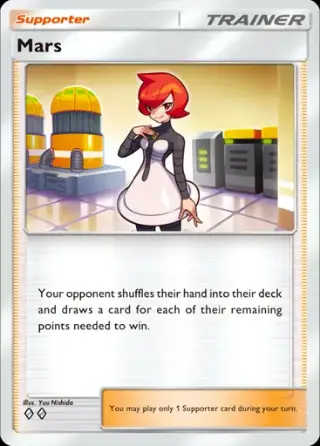 Supporter
TRAINER
Mars
Your opponent shuffles their hand into their deck
and draws a card for each of their remaining
points needed to win.
Illus. Yuu Nishida
You may play only 1 Supporter card during your turn.